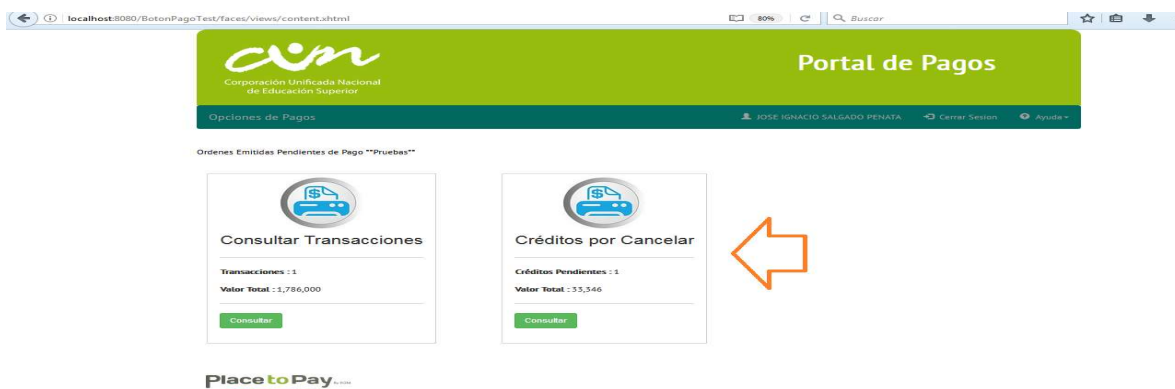 localhost:8080/BotonPagoTest/faces/views/content.xhtml
80%
Buscar
cun
Corporación Unificada Nacional
de Educación Superior
Portal de Pagos
Opciones de Pagos
JOSE IGNACIO SALGADO PENATA
Cerrar Sesion
Ayuda
Ordenes Emitidas Pendientes de Pago **Pruebas**
Consultar Transacciones
Transacciones : 1
Valor Total : 1,786,000
Consultar
Créditos por Cancelar
Créditos Pendientes : 1
Valor Total : 33,346
Consultar
PlacetoPay